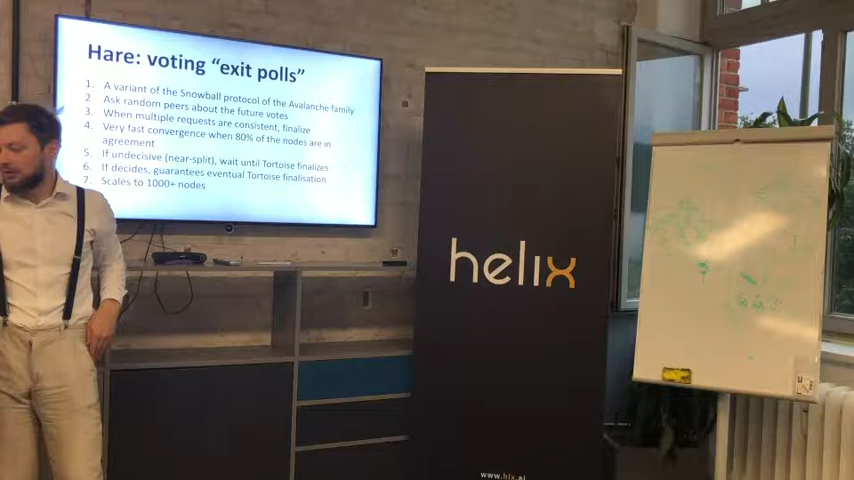 Hare: voting "exit polls"
1. A variant of the Snowball protocol of the Avalanche family
2. Ask random peers about the future votes
3. When multiple requests are consistent, finalize
4. Very fast convergence when 80% of the nodes are in
agreement
5. If undecisive (near-split), wait until Tortoise finalizes
6. If decides, guarantees eventual Tortoise finalisation
7. Scales to 1000+ nodes
helix
www.hlx.ai